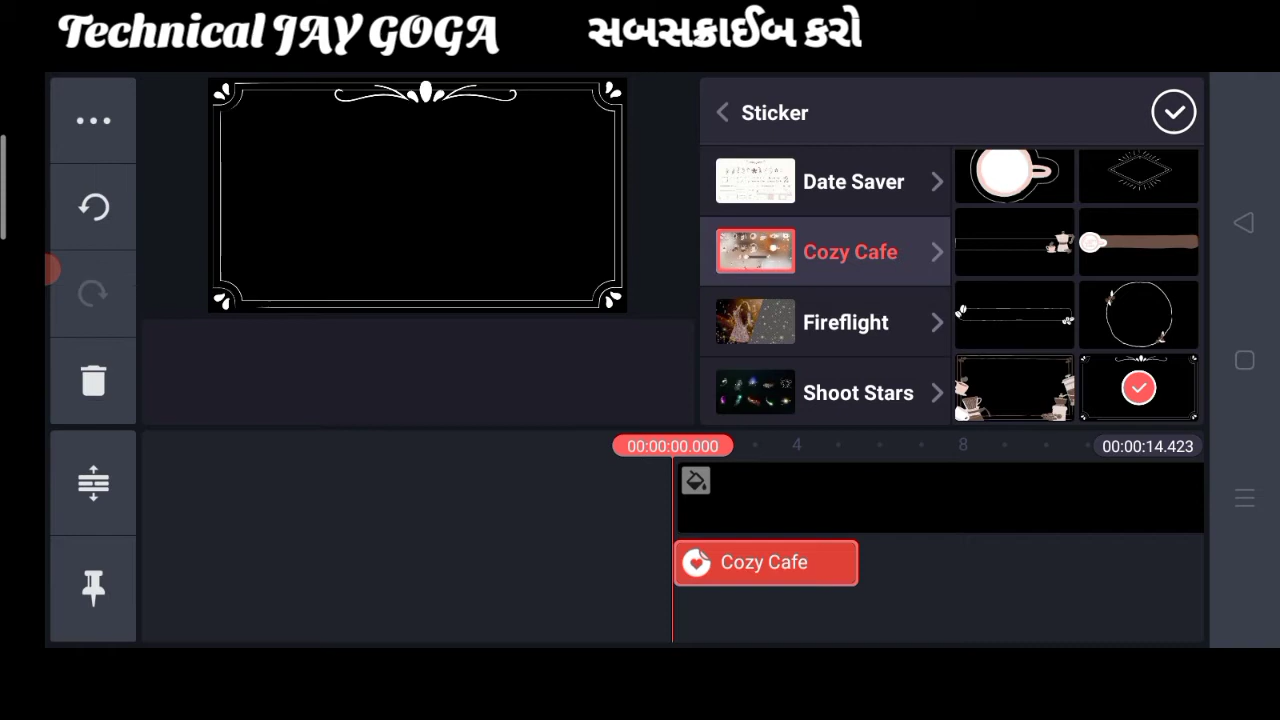 Technical JAY GOGA સબસક્રાઈબ કરો
Sticker
Date Saver
Cozy Cafe
Fireflight
Shoot Stars
00:00:00.000 4 8 00:00:14.423
Cozy Cafe